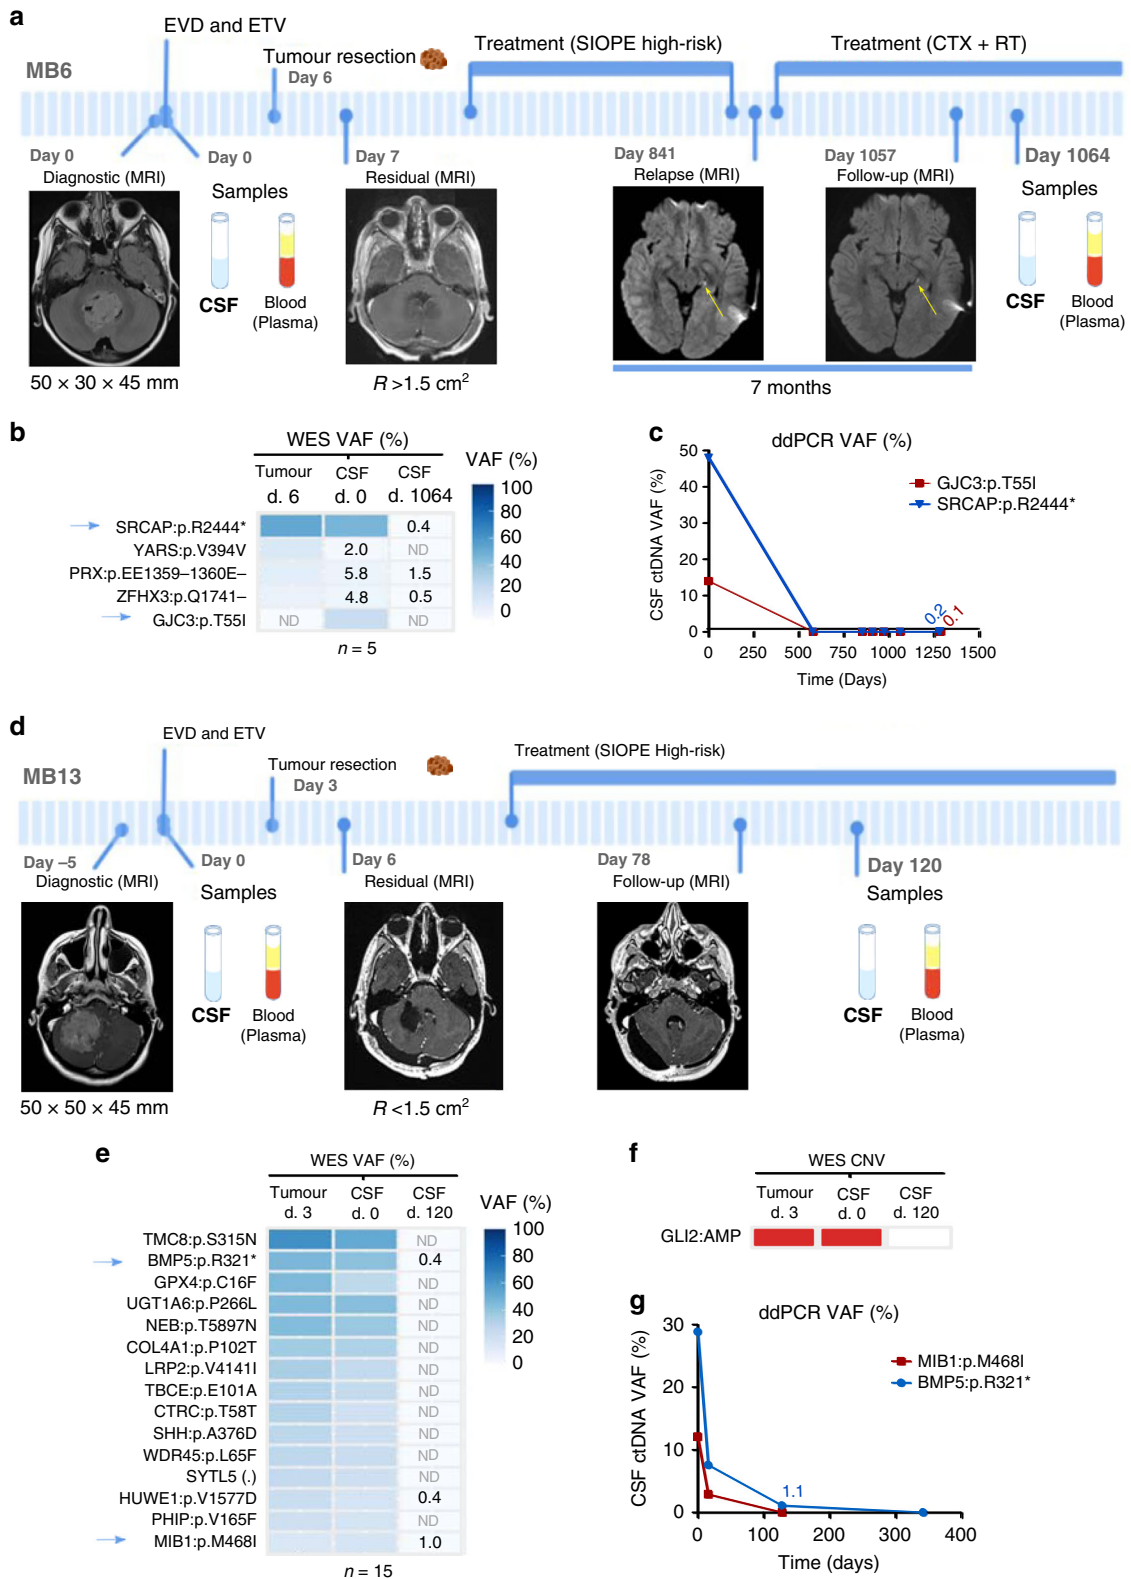 a
EVD and ETV
Tumour resection
Day 6
Treatment (SIOPE high-risk)
Treatment (CTX + RT)
MB6
Day 0
Day 0
Day 7
Day 841
Day 1057
Day 1064
Diagnostic (MRI)
Samples
Residual (MRI)
Relapse (MRI)
Follow-up (MRI)
Samples
CSF
Blood
(Plasma)
CSF
Blood
(Plasma)
50 × 30 × 45 mm
R >1.5 cm²
7 months
b
WES VAF (%)
Tumour
d. 6
CSF
d. 0
CSF
d. 1064
VAF (%)
100
80
60
40
20
0
SRCAP:p.R2444* 0.4
YARS:p.V394V 2.0 ND
PRX:p.EE1359–1360E– 5.8 1.5
ZFHX3:p.Q1741– 4.8 0.5
GJC3:p.T55I ND ND
n = 5
c
ddPCR VAF (%)
CSF ctDNA VAF (%)
50
40
30
20
10
0
GJC3:p.T55I
SRCAP:p.R2444*
0.2
0.1
0 250 500 750 1000 1250 1500
Time (Days)
d
EVD and ETV
Tumour resection
Day 3
Treatment (SIOPE High-risk)
MB13
Day –5
Day 0
Day 6
Day 78
Day 120
Diagnostic (MRI)
Samples
Residual (MRI)
Follow-up (MRI)
Samples
CSF
Blood
(Plasma)
CSF
Blood
(Plasma)
50 × 50 × 45 mm
R <1.5 cm²
e
WES VAF (%)
Tumour
d. 3
CSF
d. 0
CSF
d. 120
VAF (%)
100
80
60
40
20
0
TMC8:p.S315N ND
BMP5:p.R321* 0.4
GPX4:p.C16F ND
UGT1A6:p.P266L ND
NEB:p.T5897N ND
COL4A1:p.P102T ND
LRP2:p.V4141I ND
TBCE:p.E101A ND
CTRC:p.T58T ND
SHH:p.A376D ND
WDR45:p.L65F ND
SYTL5 (.) ND
HUWE1:p.V1577D 0.4
PHIP:p.V165F ND
MIB1:p.M468I 1.0
n = 15
f
WES CNV
Tumour
d. 3
CSF
d. 0
CSF
d. 120
GLI2:AMP
g
ddPCR VAF (%)
CSF ctDNA VAF (%)
30
20
10
0
MIB1:p.M468I
BMP5:p.R321*
1.1
0 100 200 300 400
Time (days)